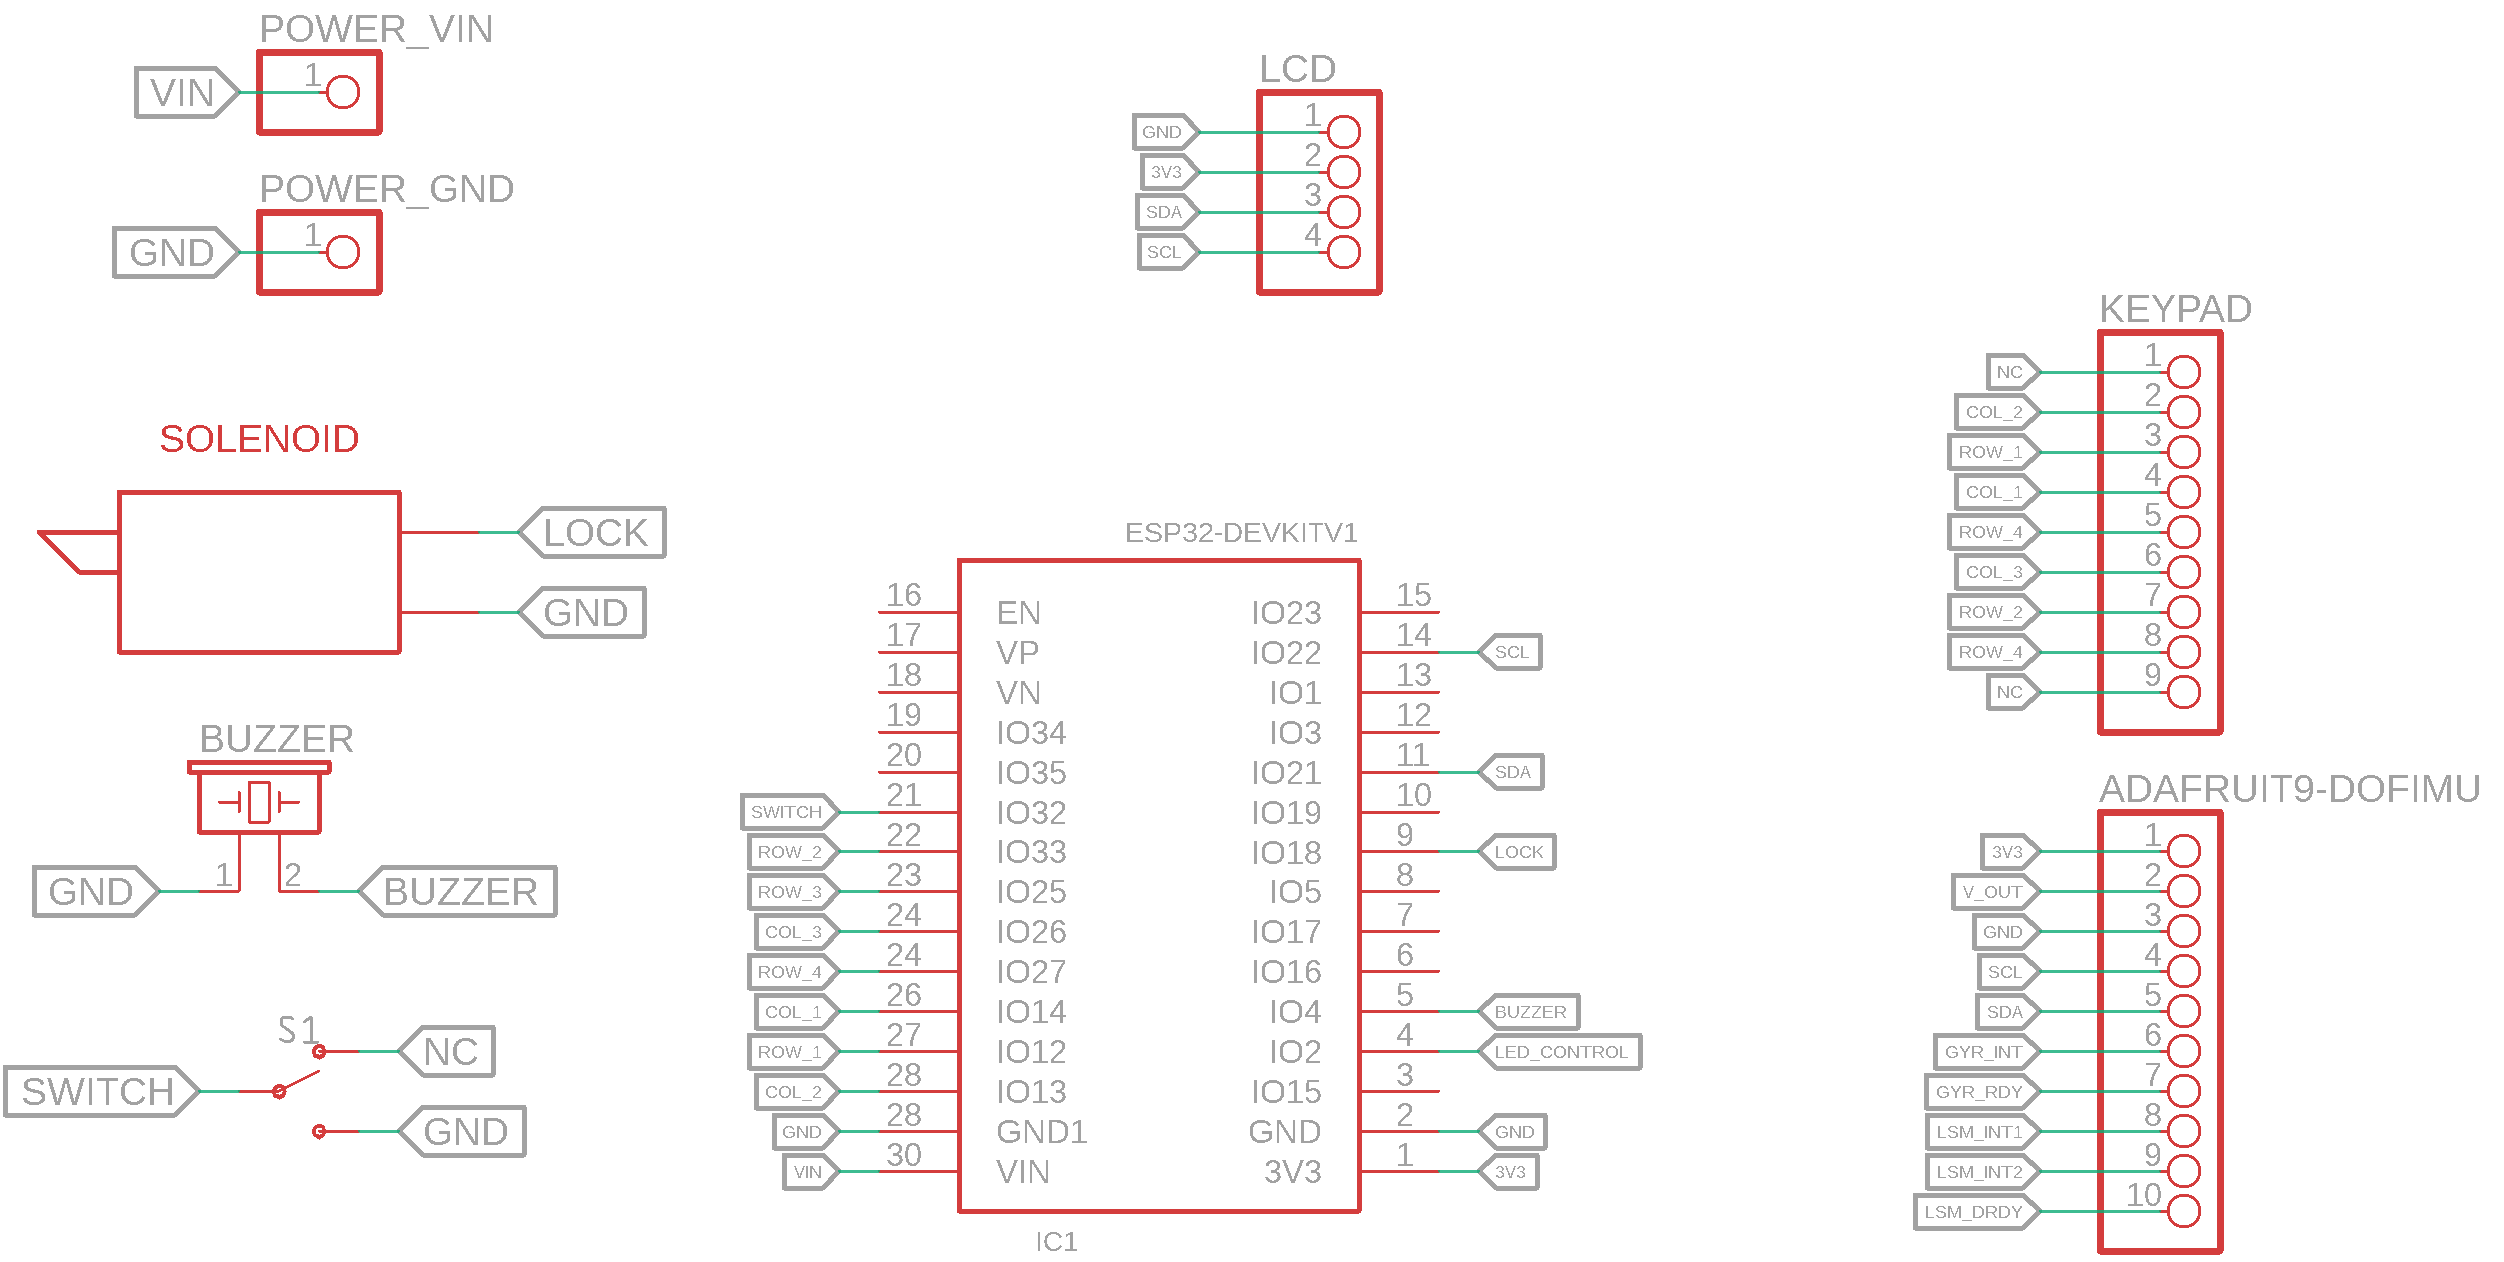 POWER_VIN
VIN
1
POWER_GND
GND
1
SOLENOID
LOCK
GND
BUZZER
GND
1
2
BUZZER
S1
NC
SWITCH
GND
LCD
GND 1
3V3 2
SDA 3
SCL 4
ESP32-DEVKITV1
16 EN IO23 15
17 VP IO22 14 SCL
18 VN IO1 13
19 IO34 IO3 12
20 IO35 IO21 11 SDA
SWITCH 21 IO32 IO19 10
ROW_2 22 IO33 IO18 9 LOCK
ROW_3 23 IO25 IO5 8
COL_3 24 IO26 IO17 7
ROW_4 24 IO27 IO16 6
COL_1 26 IO14 IO4 5 BUZZER
ROW_1 27 IO12 IO2 4 LED_CONTROL
COL_2 28 IO13 IO15 3
GND 28 GND1 GND 2 GND
VIN 30 VIN 3V3 1 3V3
IC1
KEYPAD
NC 1
COL_2 2
ROW_1 3
COL_1 4
ROW_4 5
COL_3 6
ROW_2 7
ROW_4 8
NC 9
ADAFRUIT9-DOFIMU
3V3 1
V_OUT 2
GND 3
SCL 4
SDA 5
GYR_INT 6
GYR_RDY 7
LSM_INT1 8
LSM_INT2 9
LSM_DRDY 10